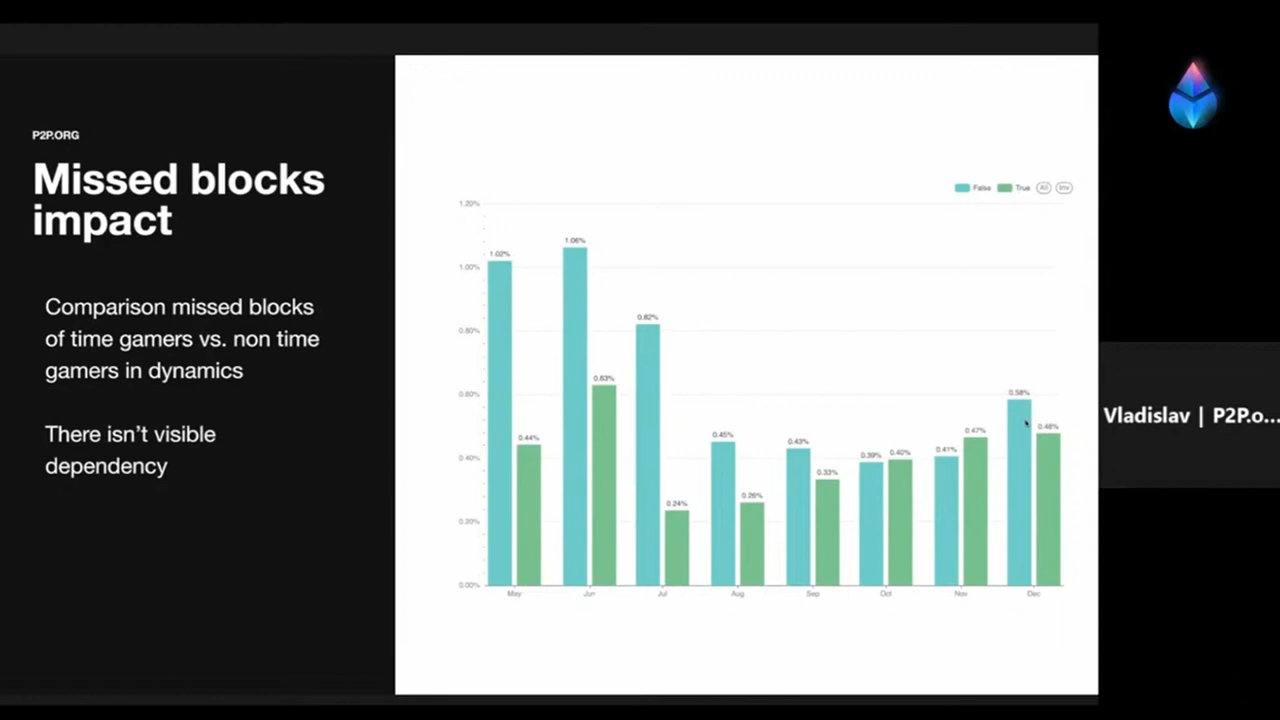 P2P.ORG
Missed blocks
impact
Comparison missed blocks
of time gamers vs. non time
gamers in dynamics
There isn't visible
dependency
False True All Inv
1.20%
1.00%
0.80%
0.60%
0.40%
0.20%
0.00%
1.02% 0.44%
1.06% 0.63%
0.82% 0.24%
0.45% 0.26%
0.43% 0.33%
0.39% 0.40%
0.41% 0.47%
0.58% 0.48%
May Jun Jul Aug Sep Oct Nov Dec
Vladislav | P2P.o...